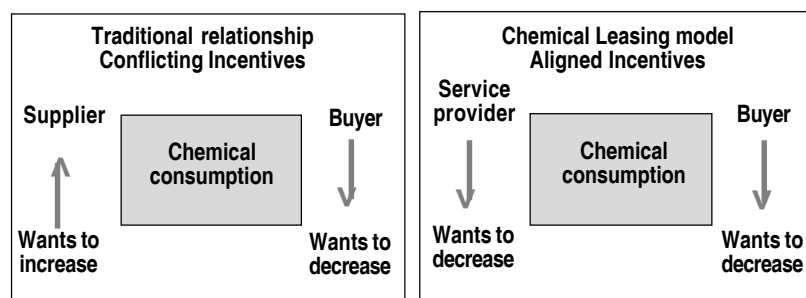 Traditional relationship
Conflicting Incentives
Supplier
Buyer
Chemical
consumption
Wants to
increase
Wants to
decrease
Chemical Leasing model
Aligned Incentives
Service
provider
Buyer
Chemical
consumption
Wants to
decrease
Wants to
decrease